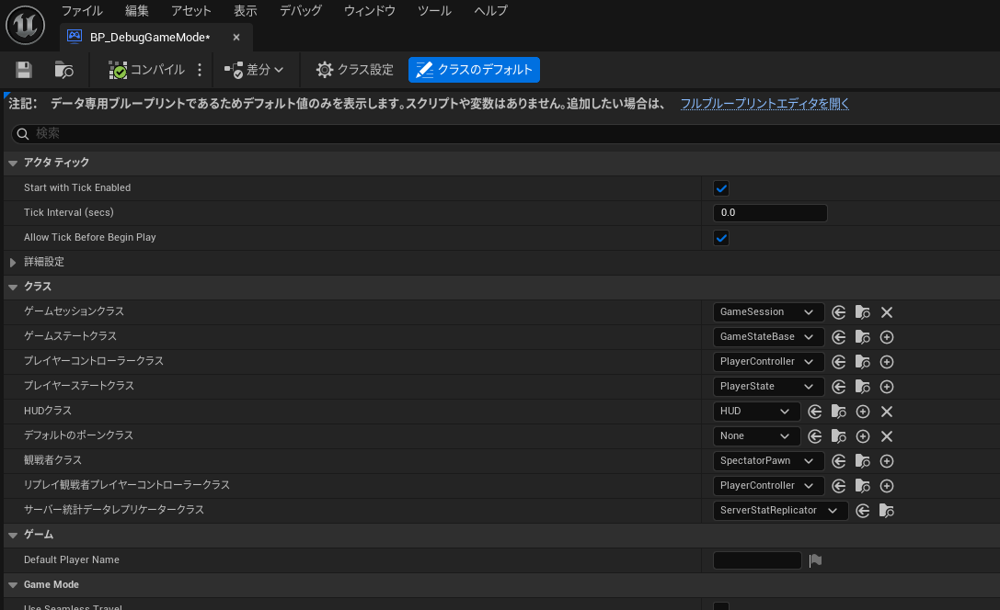 ファイル 編集 アセット 表示 デバッグ ウィンドウ ツール ヘルプ
BP_DebugGameMode*
コンパイル 差分 クラス設定 クラスのデフォルト
注記： データ専用ブループリントであるためデフォルト値のみを表示します。スクリプトや変数はありません。追加したい場合は、 フルブループリントエディタを開く
検索
アクタ ティック
Start with Tick Enabled
Tick Interval (secs) 0.0
Allow Tick Before Begin Play
詳細設定
クラス
ゲームセッションクラス GameSession
ゲームステートクラス GameStateBase
プレイヤーコントローラークラス PlayerController
プレイヤーステートクラス PlayerState
HUDクラス HUD
デフォルトのポーンクラス None
観戦者クラス SpectatorPawn
リプレイ観戦者プレイヤーコントローラークラス PlayerController
サーバー統計データレプリケータークラス ServerStatReplicator
ゲーム
Default Player Name
Game Mode
Use Seamless Travel